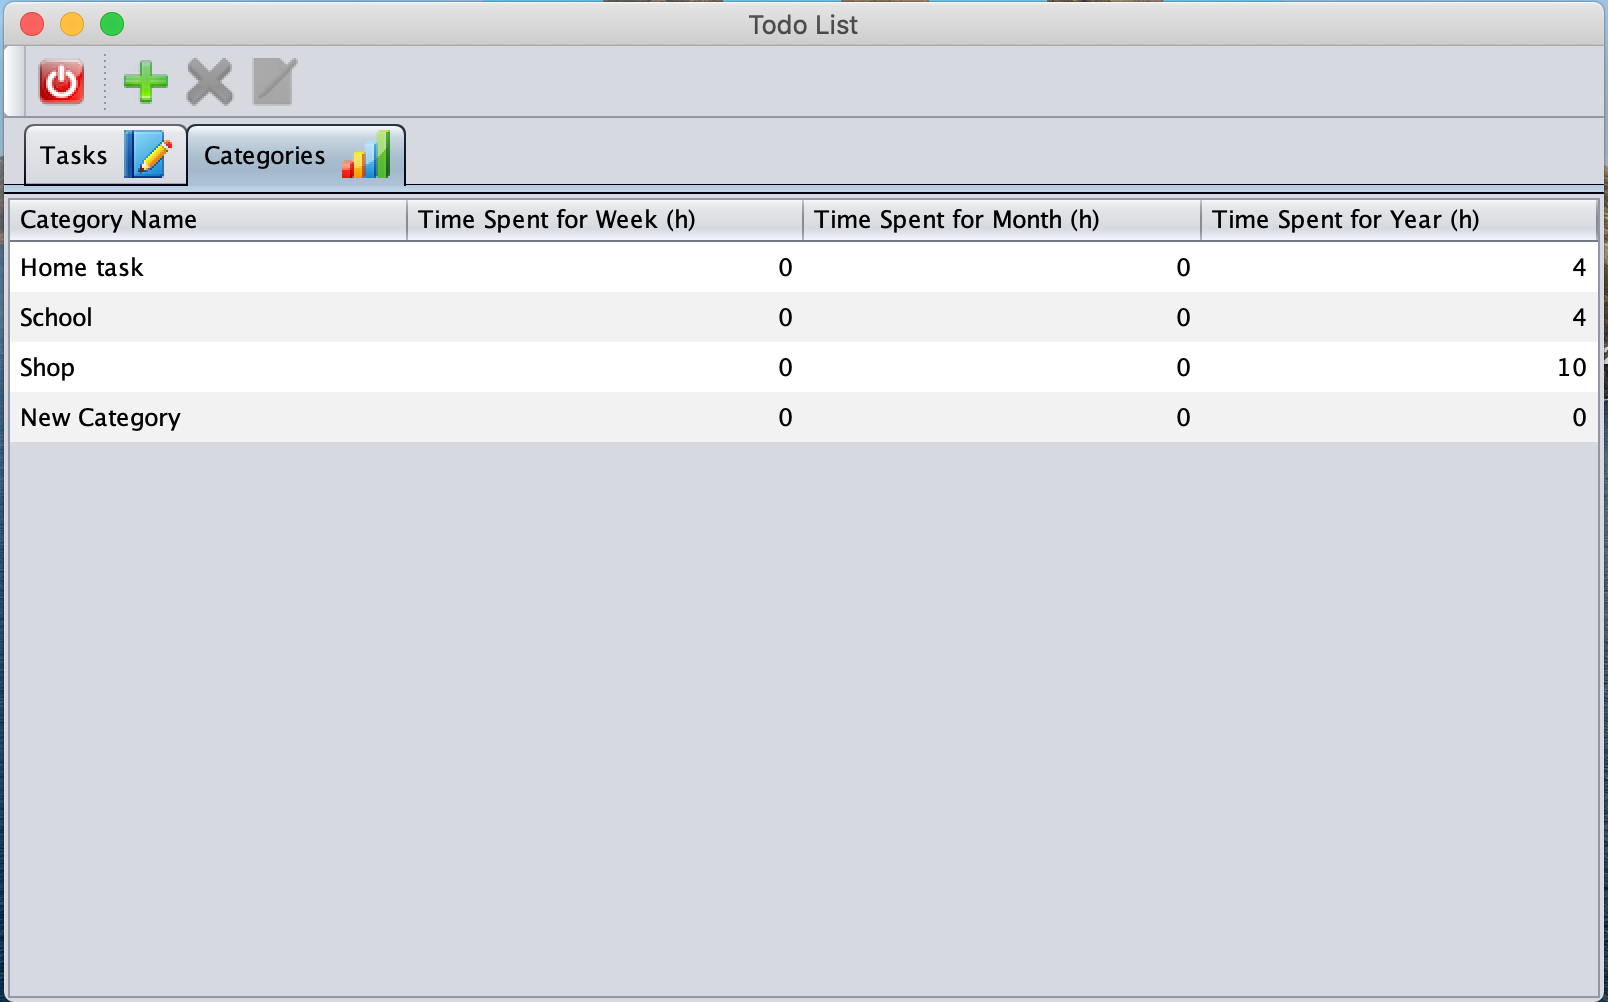 Todo List
Tasks Categories
Category Name Time Spent for Week (h) Time Spent for Month (h) Time Spent for Year (h)
Home task 0 0 4
School 0 0 4
Shop 0 0 10
New Category 0 0 0